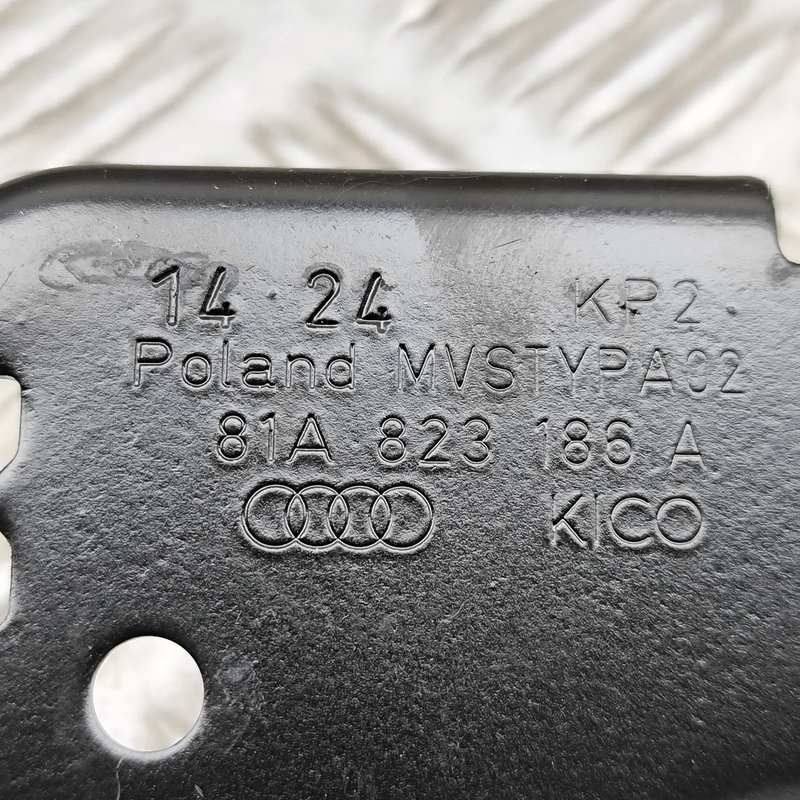 14 24 KP2
Poland MVSTYPA02
81A 823 186 A
KICO